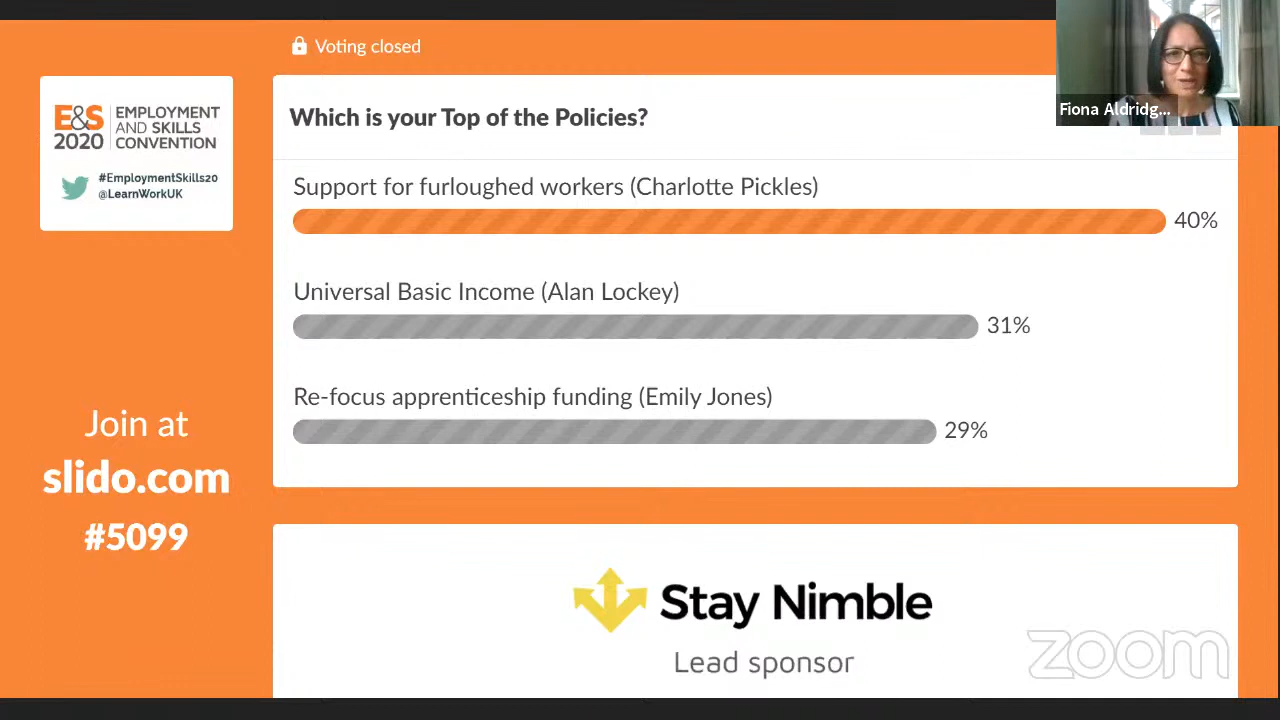 Voting closed
E&S
2020
EMPLOYMENT
AND SKILLS
CONVENTION
#EmploymentSkills20
@LearnWorkUK
Which is your Top of the Policies?
Fiona Aldridg...
Support for furloughed workers (Charlotte Pickles)
40%
Universal Basic Income (Alan Lockey)
31%
Re-focus apprenticeship funding (Emily Jones)
29%
Join at
slido.com
#5099
Stay Nimble
Lead sponsor
zoom